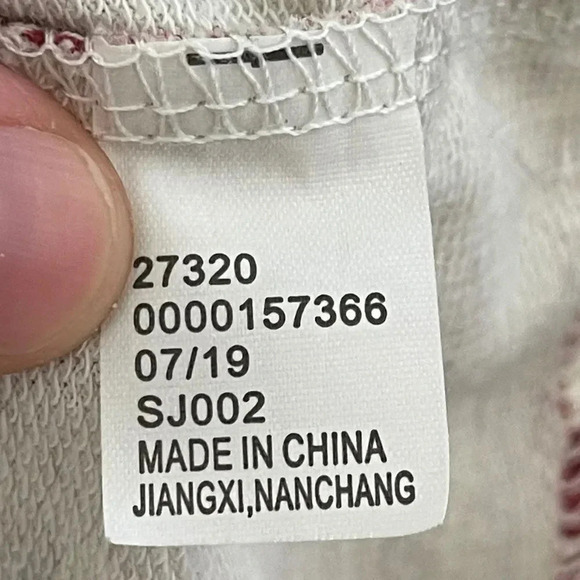 27320
0000157366
07/19
SJ002
MADE IN CHINA
JIANGXI,NANCHANG